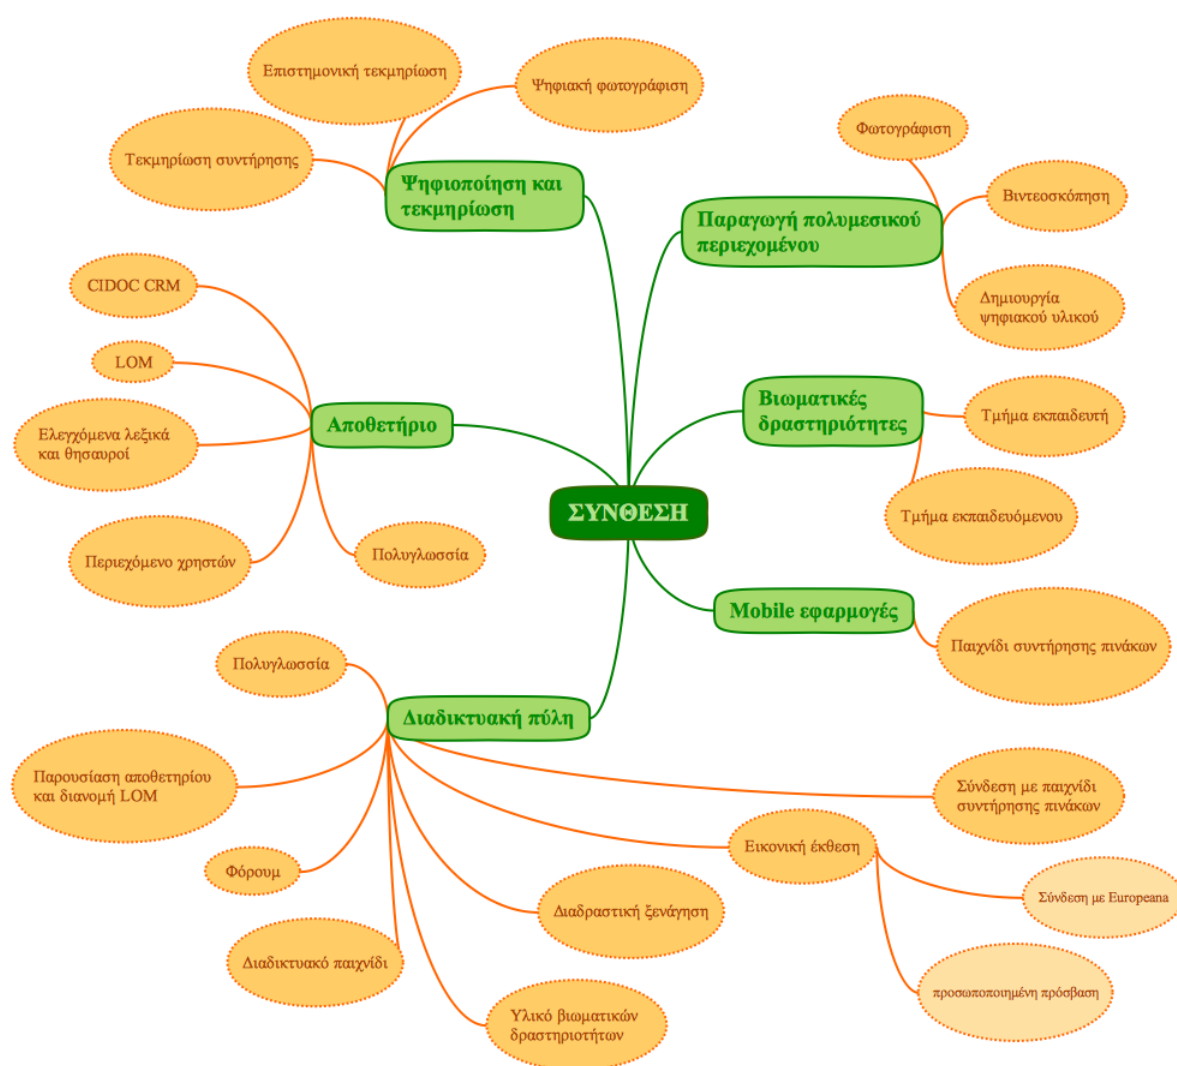 Επιστημονική τεκμηρίωση
Ψηφιακή φωτογράφιση
Τεκμηρίωση συντήρησης
Ψηφιοποίηση και
τεκμηρίωση
Φωτογράφιση
Βιντεοσκόπηση
Παραγωγή πολυμεσικού
περιεχομένου
Δημιουργία
ψηφιακού υλικού
CIDOC CRM
LOM
Ελεγχόμενα λεξικά
και θησαυροί
Αποθετήριο
Περιεχόμενο χρηστών
Πολυγλωσσία
Βιωματικές
δραστηριότητες
Τμήμα εκπαιδευτή
Τμήμα εκπαιδευόμενου
ΣΥΝΘΕΣΗ
Mobile εφαρμογές
Παιχνίδι συντήρησης πινάκων
Πολυγλωσσία
Διαδικτυακή πύλη
Παρουσίαση αποθετηρίου
και διανομή LOM
Σύνδεση με παιχνίδι
συντήρησης πινάκων
Εικονική έκθεση
Φόρουμ
Σύνδεση με Europeana
Διαδραστική ξενάγηση
Διαδικτυακό παιχνίδι
προσωποποιημένη πρόσβαση
Υλικό βιωματικών
δραστηριοτήτων